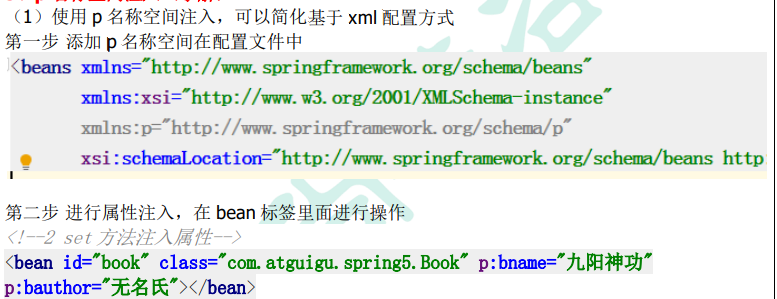 （1）使用 p 名称空间注入，可以简化基于 xml 配置方式
第一步 添加 p 名称空间在配置文件中
<beans xmlns="http://www.springframework.org/schema/beans"
xmlns:xsi="http://www.w3.org/2001/XMLSchema-instance"
xmlns:p="http://www.springframework.org/schema/p"
xsi:schemaLocation="http://www.springframework.org/schema/beans http
第二步 进行属性注入，在 bean 标签里面进行操作
<!--2 set 方法注入属性-->
<bean id="book" class="com.atguigu.spring5.Book" p:bname="九阳神功"
p:bauthor="无名氏"></bean>